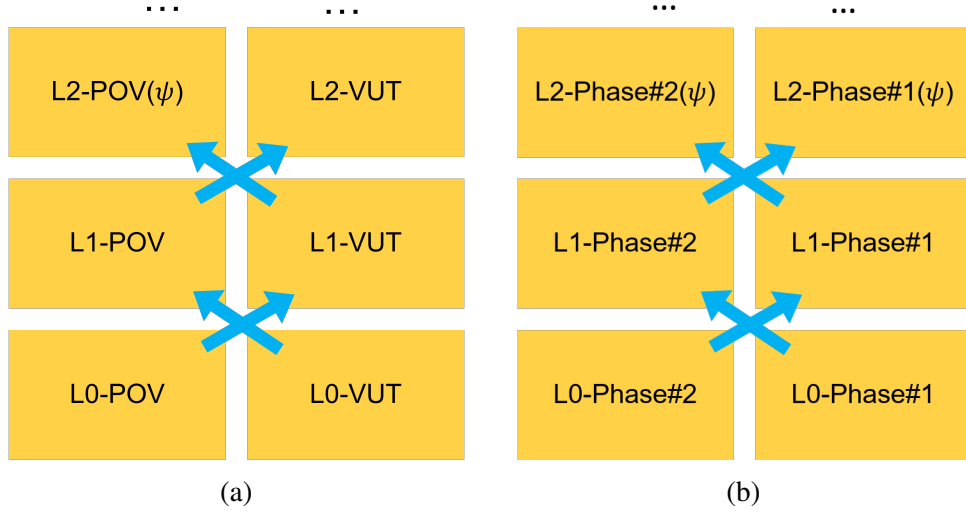 ... ... ... ...
L2-POV(ψ) L2-VUT L2-Phase#2(ψ) L2-Phase#1(ψ)
L1-POV L1-VUT L1-Phase#2 L1-Phase#1
L0-POV L0-VUT L0-Phase#2 L0-Phase#1
(a) (b)